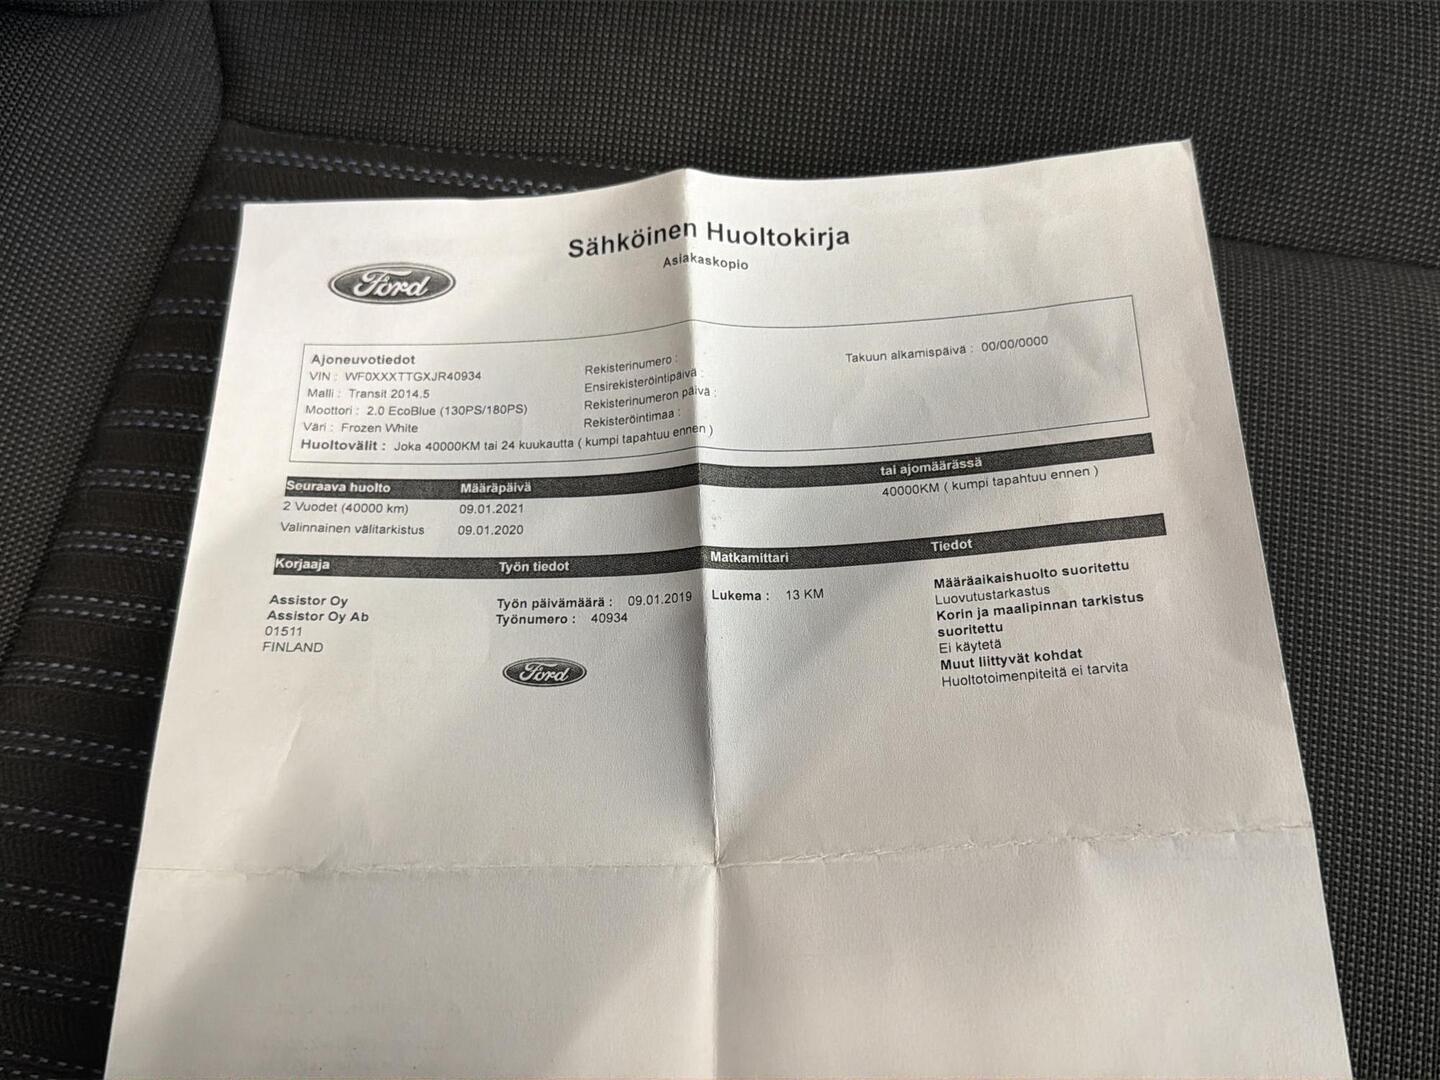 Sähköinen Huoltokirja
Asiakaskopio
Ford
Ajoneuvotiedot
VIN : WF0XXXTTGXJR40934
Malli : Transit 2014.5
Moottori : 2.0 EcoBlue (130PS/180PS)
Väri : Frozen White
Rekisterinumero :
Ensirekisteröintipäivä :
Rekisterinumeron päivä :
Rekisteröintimaa :
Takuun alkamispäivä : 00/00/0000
Huoltovälit : Joka 40000KM tai 24 kuukautta ( kumpi tapahtuu ennen )
Seuraava huolto Määräpäivä tai ajomäärässä
2 Vuodet (40000 km) 09.01.2021 40000KM ( kumpi tapahtuu ennen )
Valinnainen välitarkistus 09.01.2020
Korjaaja Työn tiedot Matkamittari Tiedot
Assistor Oy
Assistor Oy Ab
01511
FINLAND
Työn päivämäärä : 09.01.2019
Työnumero : 40934
Ford
Lukema : 13 KM
Määräaikaishuolto suoritettu
Luovutustarkastus
Korin ja maalipinnan tarkistus
suoritettu
Ei käytetä
Muut liittyvät kohdat
Huoltotoimenpiteitä ei tarvita